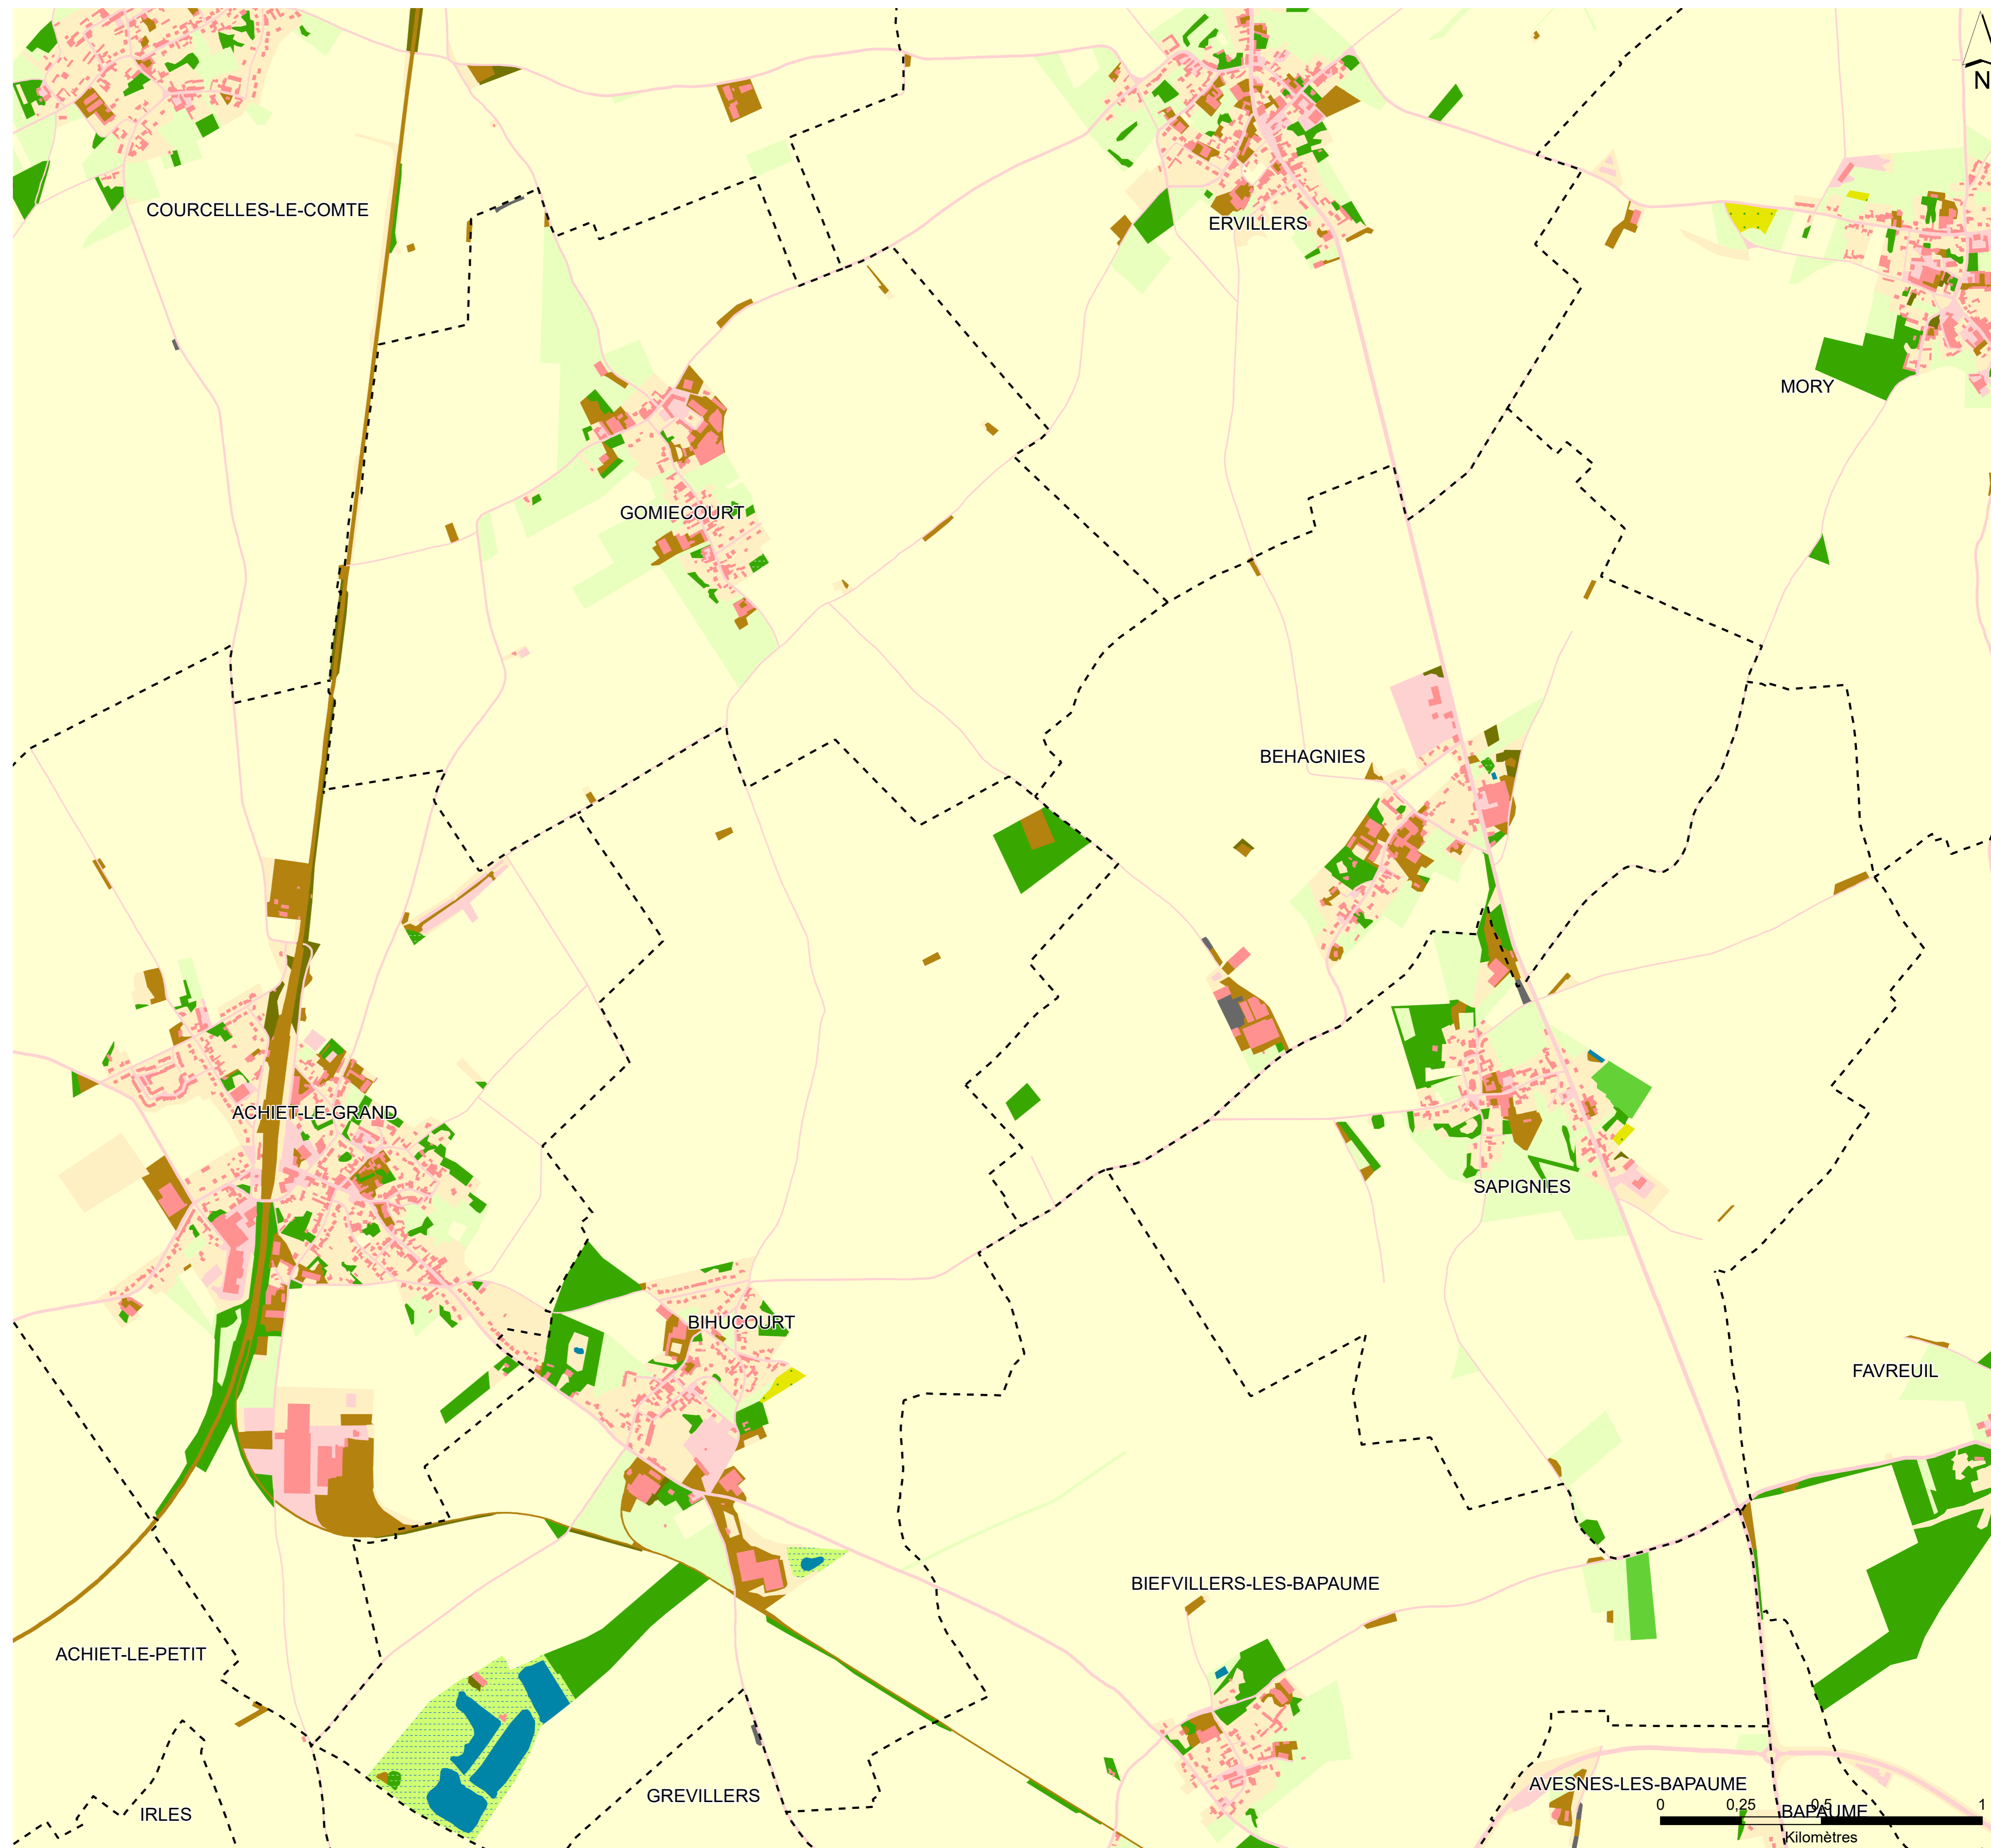 N
COURCELLES-LE-COMTE
ERVILLERS
MORY
GOMIECOURT
BEHAGNIES
ACHIET-LE-GRAND
SAPIGNIES
BIHUCOURT
FAVREUIL
BIEFVILLERS-LES-BAPAUME
ACHIET-LE-PETIT
AVESNES-LES-BAPAUME
GREVILLERS
IRLES
BAPAUME
0 0,25 0,5 1
Kilomètres